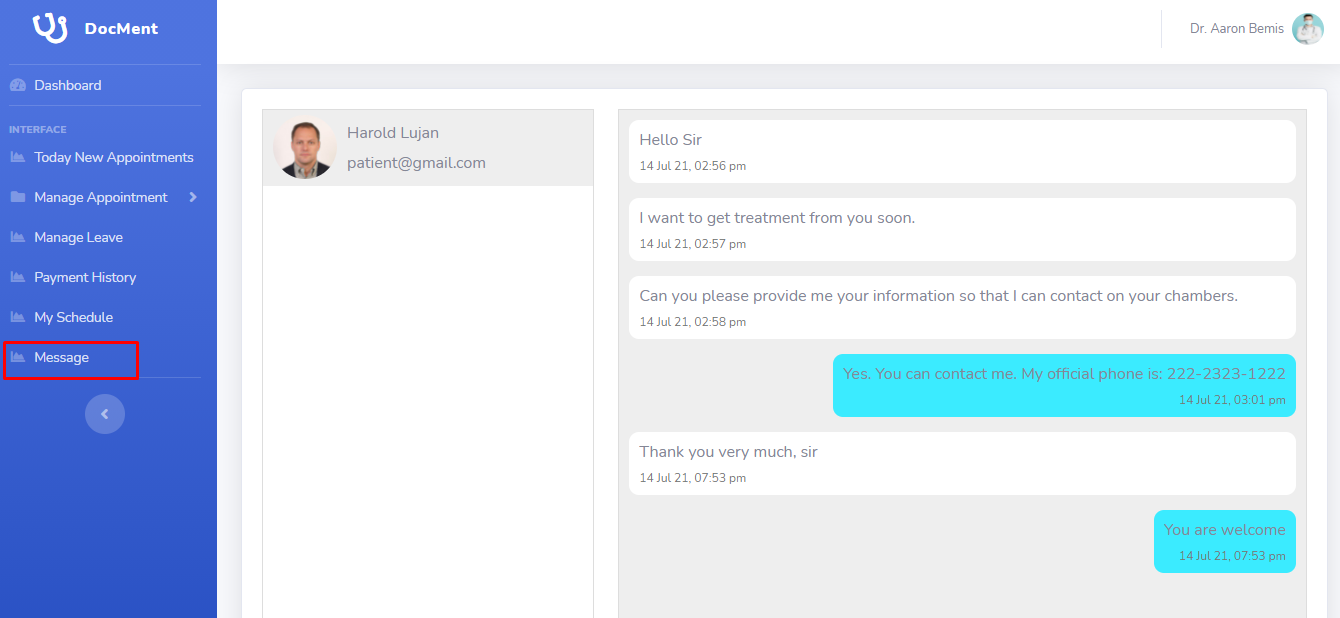 DocMent
Dr. Aaron Bemis
Dashboard
INTERFACE
Today New Appointments
Manage Appointment
Manage Leave
Payment History
My Schedule
Message
Harold Lujan
patient@gmail.com
Hello Sir
14 Jul 21, 02:56 pm
I want to get treatment from you soon.
14 Jul 21, 02:57 pm
Can you please provide me your information so that I can contact on your chambers.
14 Jul 21, 02:58 pm
Yes. You can contact me. My official phone is: 222-2323-1222
14 Jul 21, 03:01 pm
Thank you very much, sir
14 Jul 21, 07:53 pm
You are welcome
14 Jul 21, 07:53 pm